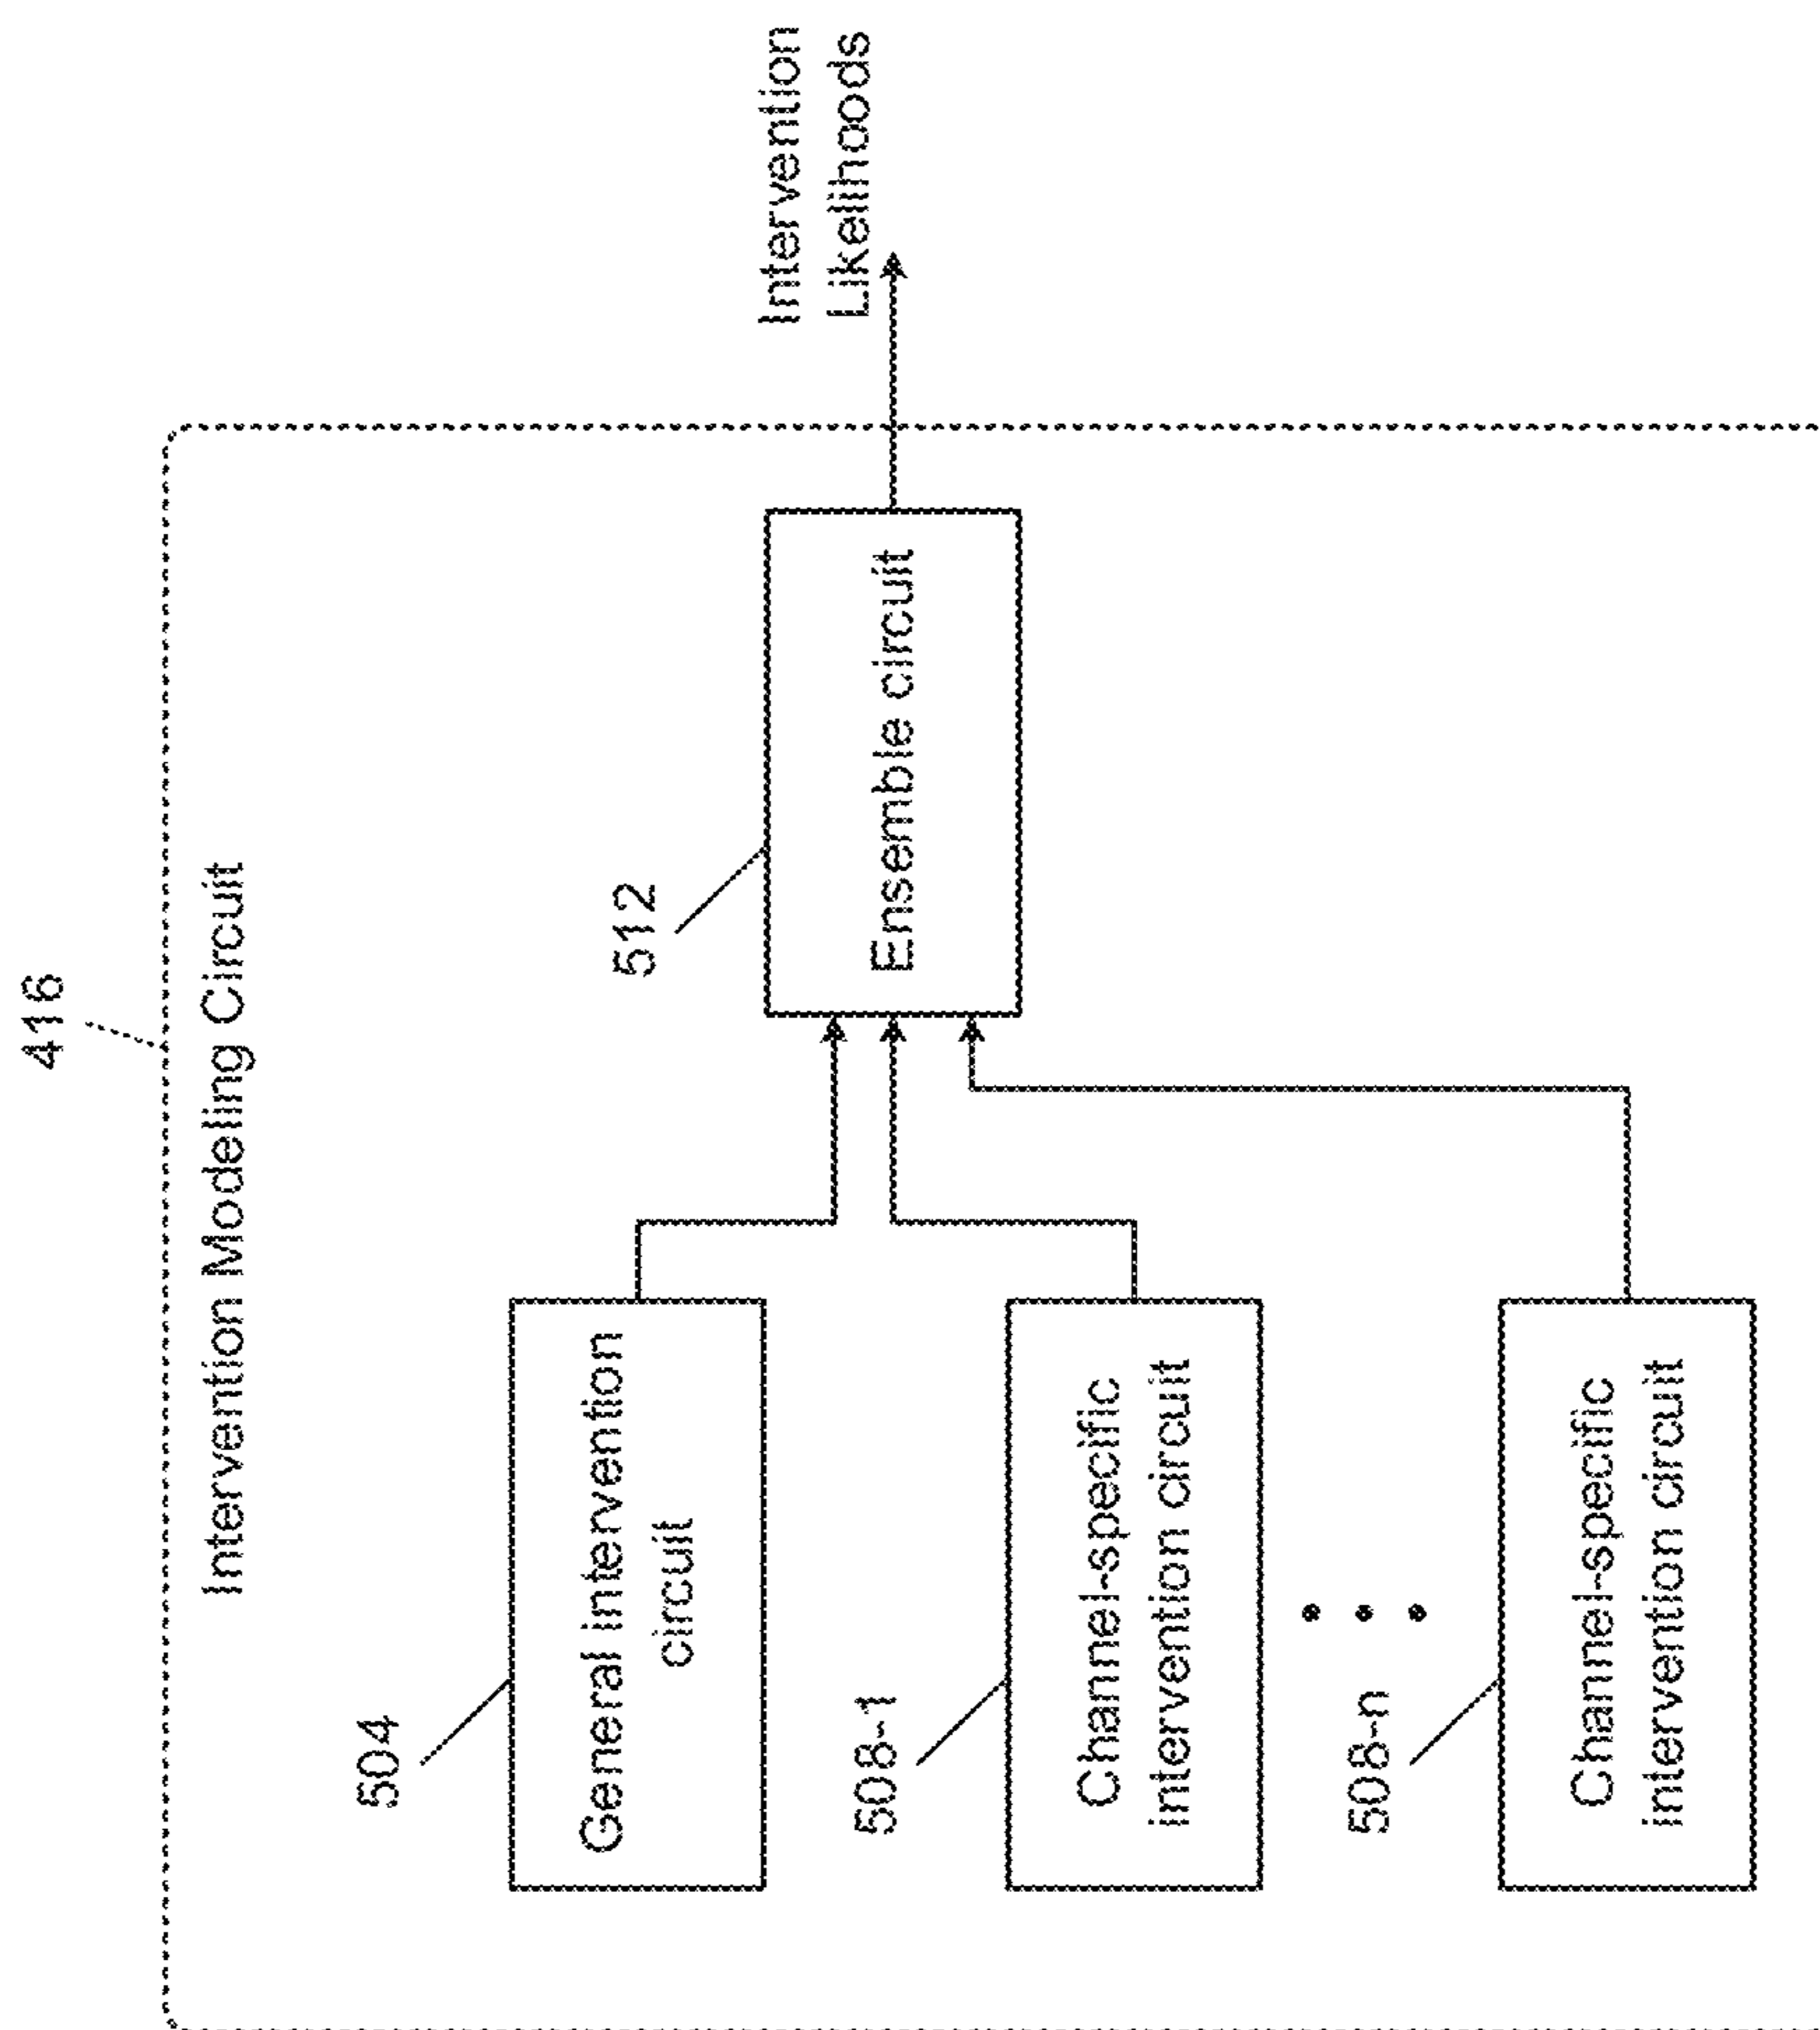 416
Intervention Modeling Circuit
504
General intervention
circuit
512
Ensemble circuit
Intervention
Likelihoods
508-1
Channel-specific
intervention circuit
508-n
Channel-specific
intervention circuit